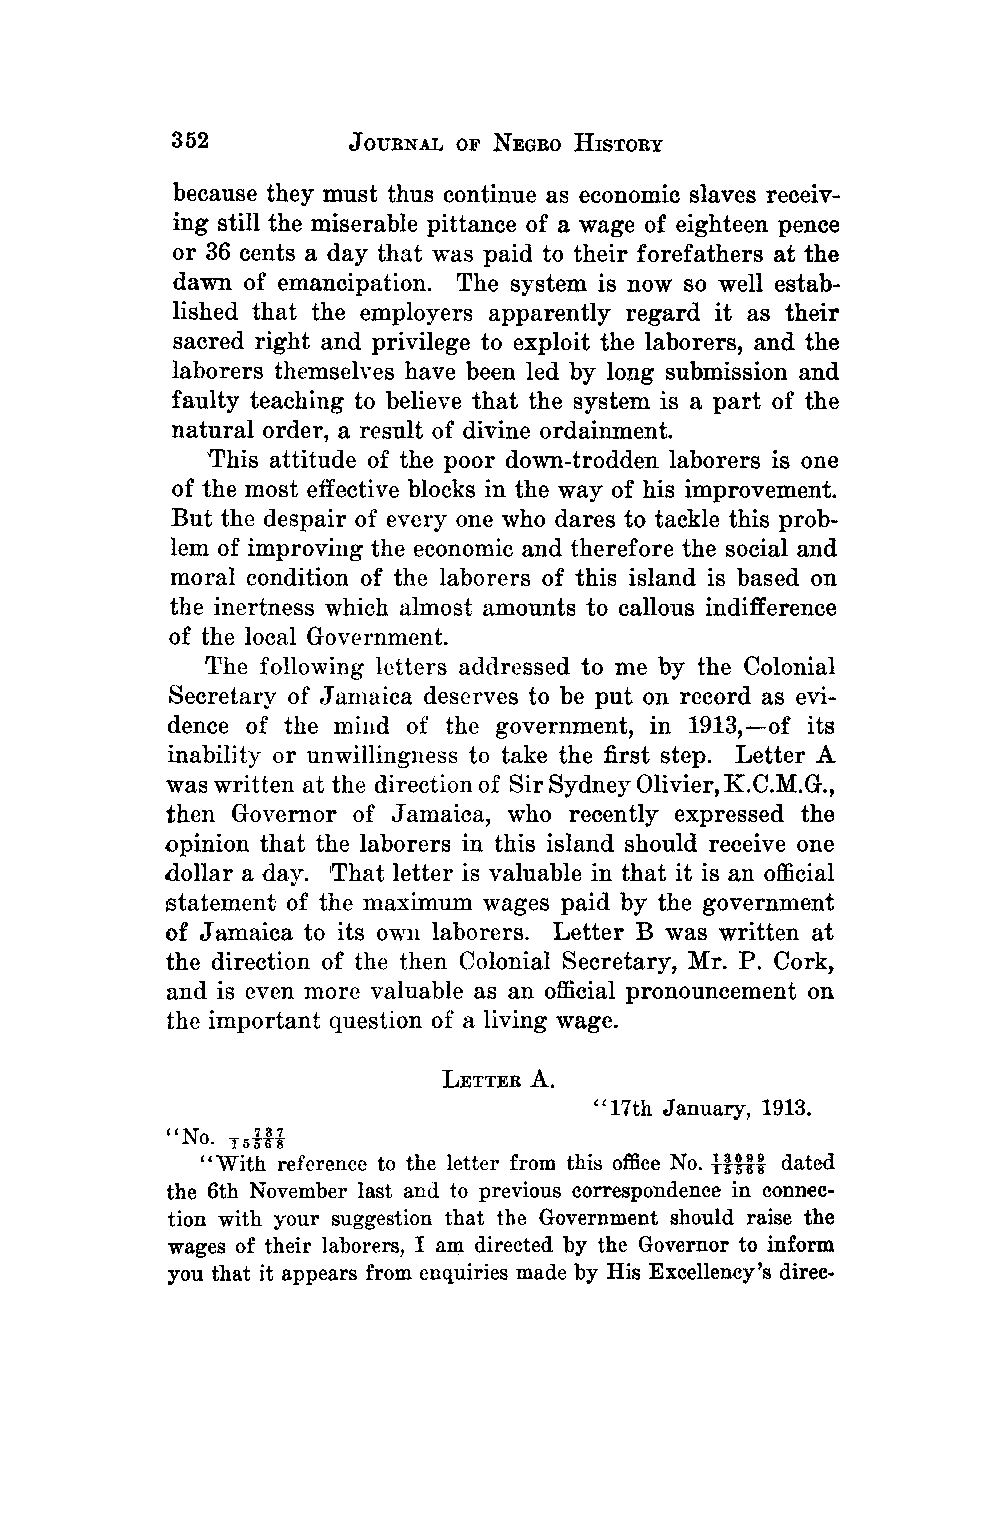 352 JOURNAL OF NEGRO HISTORY
because they must thus continue as economic slaves receiv-
ing still the miserable pittance of a wage of eighteen pence
or 36 cents a day that was paid to their forefathers at the
dawn of emancipation. The system is now so well estab-
lished that the employers apparently regard it as their
sacred right and privilege to exploit the laborers, and the
laborers themselves have been led by long submission and
faulty teaching to believe that the system is a part of the
natural order, a result of divine ordainment.
This attitude of the poor down-trodden laborers is one
of the most effective blocks in the way of his improvement.
But the despair of every one who dares to tackle this prob-
lem of improving the economic and therefore the social and
moral condition of the laborers of this island is based on
the inertness which almost amounts to callous indifference
of the local Government.
The following letters addressed to me by the Colonial
Secretary of Jamaica deserves to be put on record as evi-
dence of the mind of the government, in 1913,—of its
inability or unwillingness to take the first step. Letter A
was written at the direction of Sir Sydney Olivier, K.C.M.G.,
then Governor of Jamaica, who recently expressed the
opinion that the laborers in this island should receive one
dollar a day. That letter is valuable in that it is an official
statement of the maximum wages paid by the government
of Jamaica to its own laborers. Letter B was written at
the direction of the then Colonial Secretary, Mr. P. Cork,
and is even more valuable as an official pronouncement on
the important question of a living wage.
LETTER A.
"17th January, 1913.
"No. 737/15568
"With reference to the letter from this office No. dated
the 6th November last and to previous correspondence in connec-
tion with your suggestion that the Government should raise the
wages of their laborers, I am directed by the Governor to inform
you that it appears from enquiries made by His Excellency's direc-